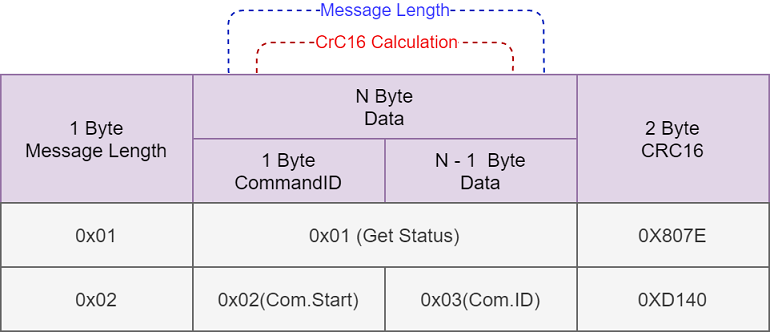 Message Length
CrC16 Calculation
N Byte
Data
1 Byte
Message Length
2 Byte
CRC16
1 Byte
CommandID
N - 1 Byte
Data
0x01
0x01 (Get Status)
0X807E
0x02
0x02(Com.Start)
0x03(Com.ID)
0XD140